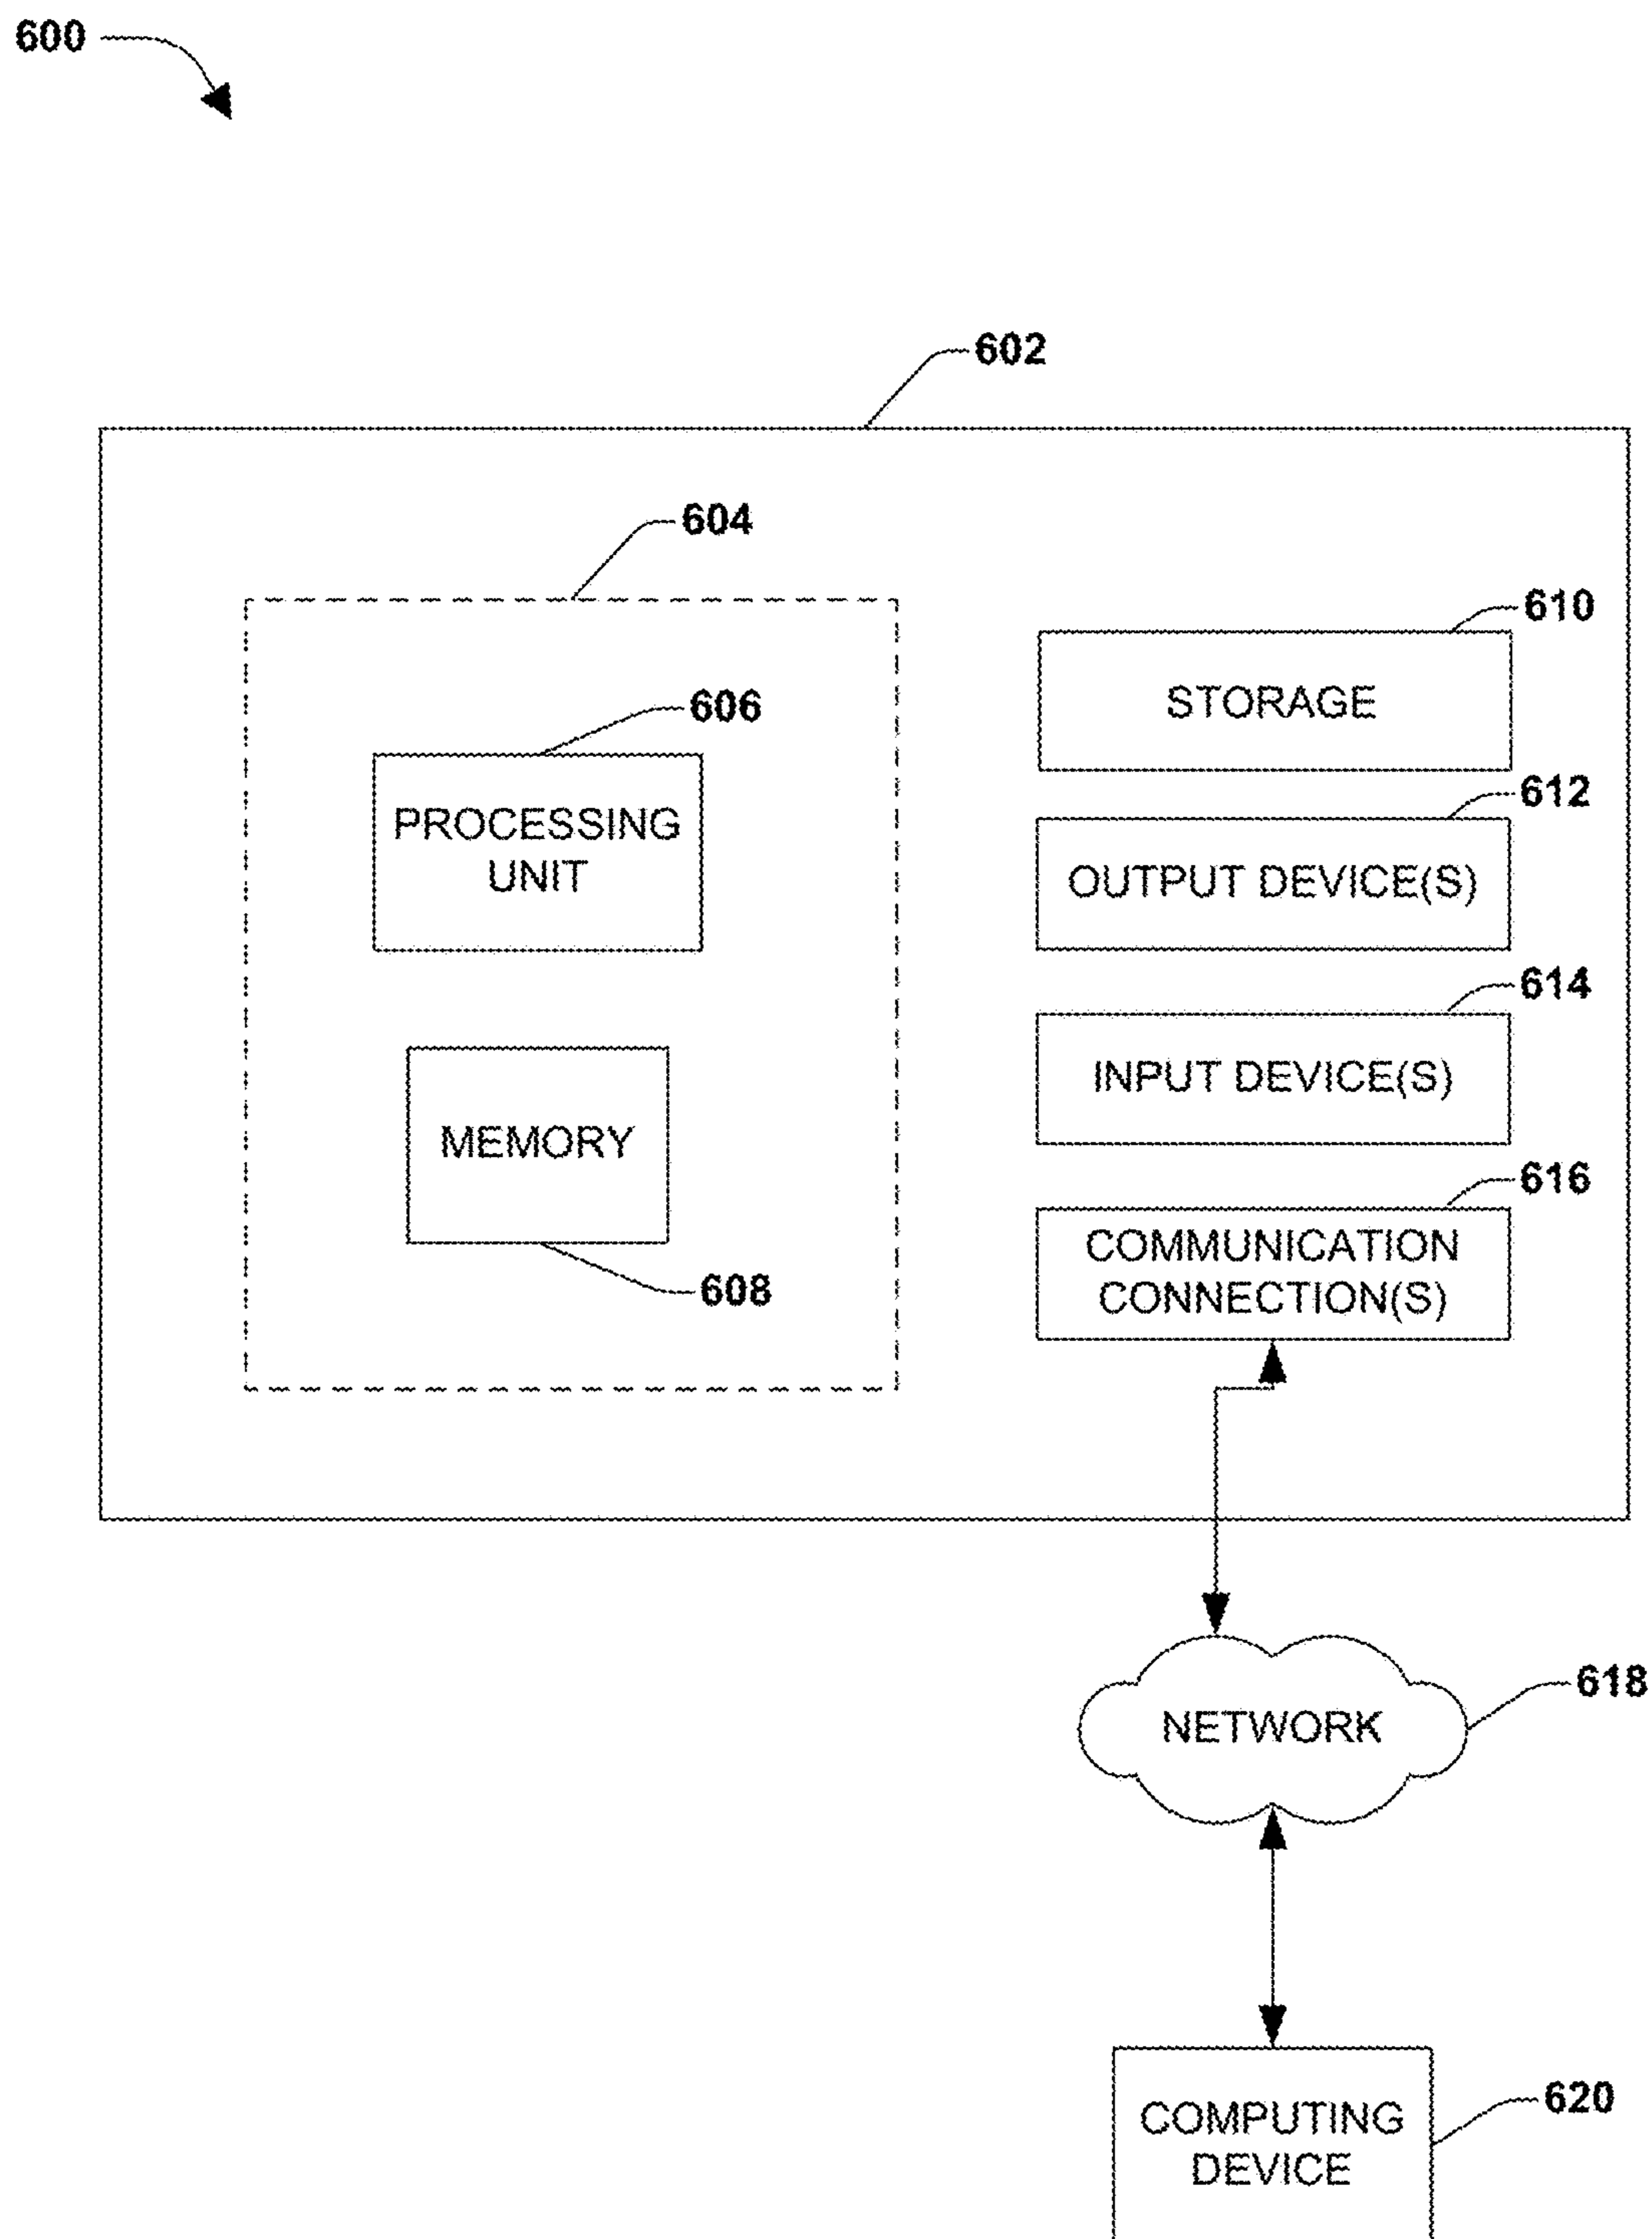 600
602
604
610
STORAGE
606
PROCESSING
UNIT
612
OUTPUT DEVICE(S)
614
INPUT DEVICE(S)
MEMORY
608
616
COMMUNICATION
CONNECTION(S)
618
NETWORK
620
COMPUTING
DEVICE